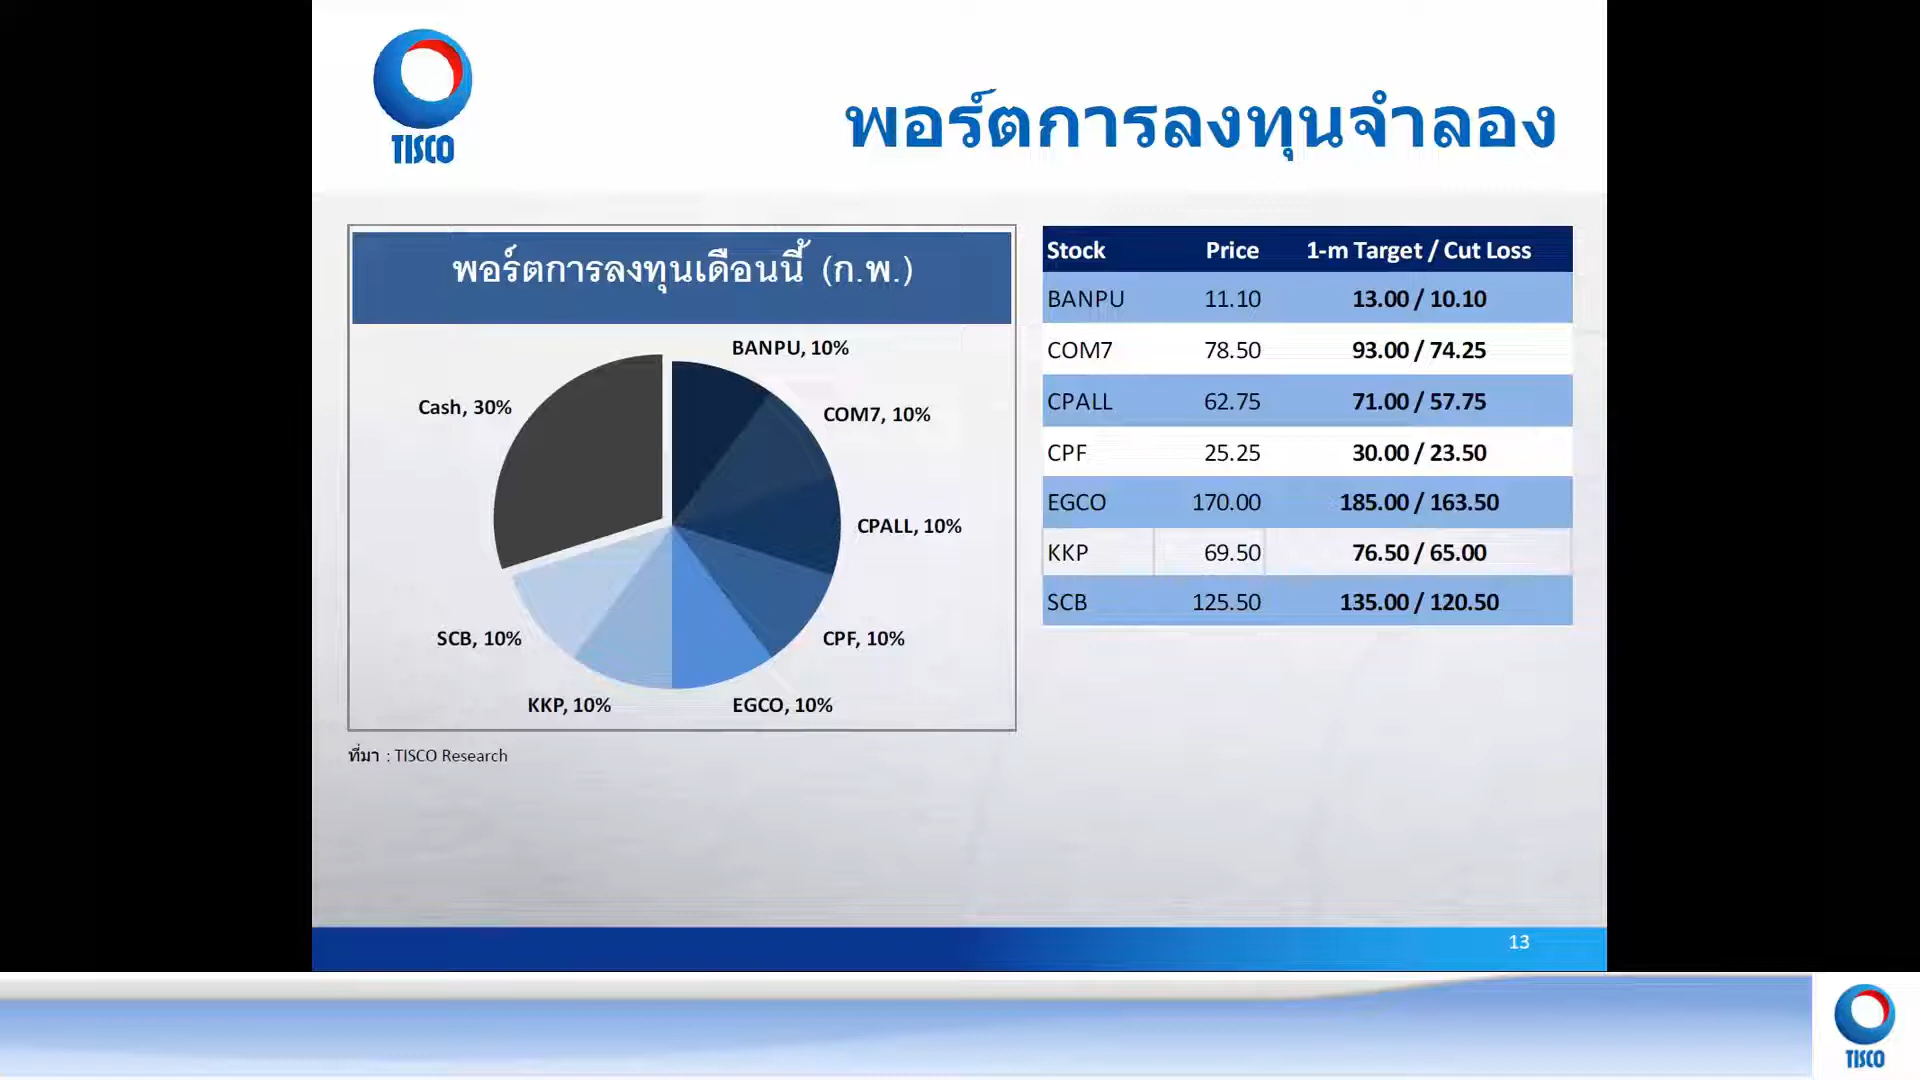 TISCO
พอร์ตการลงทุนจำลอง
พอร์ตการลงทุนเดือนนี้ (ก.พ.)
BANPU, 10%
COM7, 10%
CPALL, 10%
CPF, 10%
EGCO, 10%
KKP, 10%
SCB, 10%
Cash, 30%
ที่มา : TISCO Research
Stock Price 1-m Target / Cut Loss
BANPU 11.10 13.00 / 10.10
COM7 78.50 93.00 / 74.25
CPALL 62.75 71.00 / 57.75
CPF 25.25 30.00 / 23.50
EGCO 170.00 185.00 / 163.50
KKP 69.50 76.50 / 65.00
SCB 125.50 135.00 / 120.50
13
TISCO